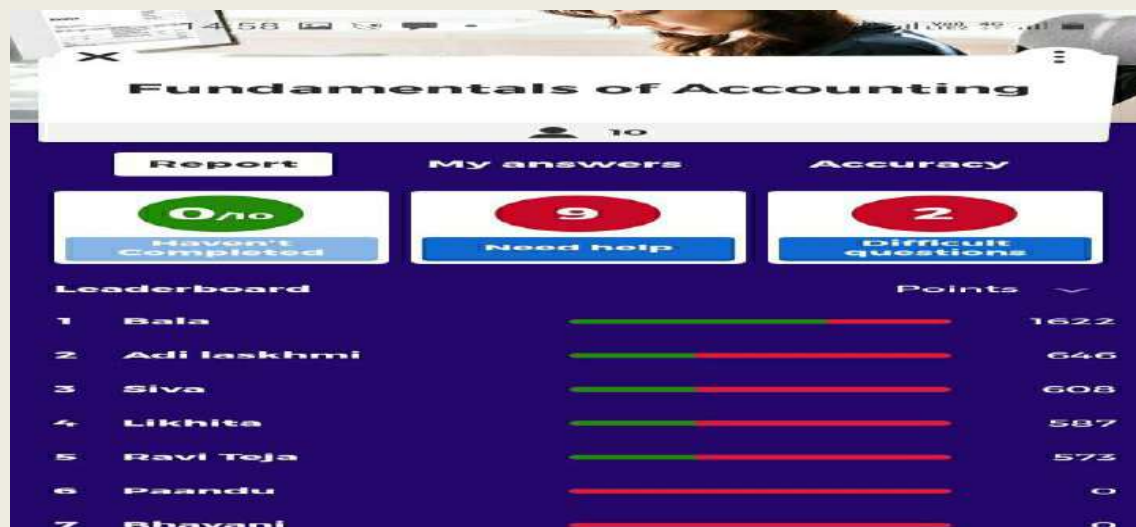 14:58
Fundamentals of Accounting
10
Report My answers Accuracy
0/10 9 2
Haven't Completed Need help Difficult questions
Leaderboard Points
1 Bala 1622
2 Adi laskhmi 646
3 Siva 608
4 Likhita 587
5 Ravi Teja 573
6 Paandu 0
7 Bhavani 0